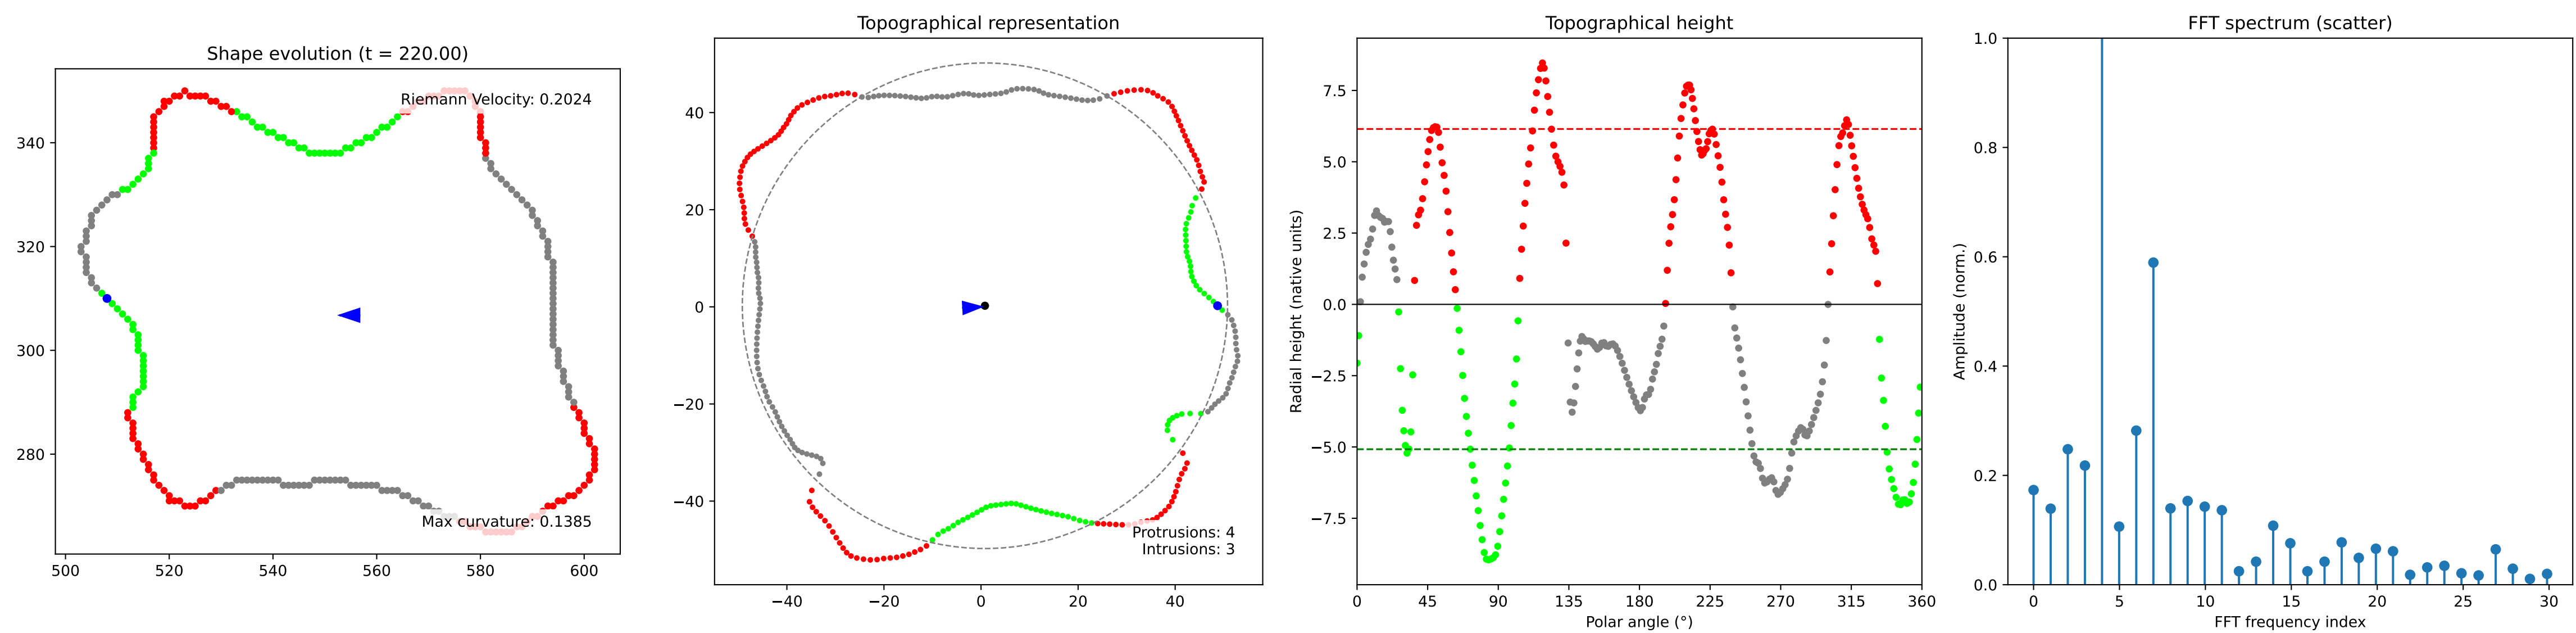 Shape evolution (t = 220.00)
Riemann Velocity: 0.2024
Max curvature: 0.1385
340
320
300
280
500 520 540 560 580 600
Topographical representation
40
20
0
−20
−40
−40 −20 0 20 40
Protrusions: 4
Intrusions: 3
Topographical height
Radial height (native units)
7.5
5.0
2.5
0.0
−2.5
−5.0
−7.5
0 45 90 135 180 225 270 315 360
Polar angle (°)
FFT spectrum (scatter)
Amplitude (norm.)
1.0
0.8
0.6
0.4
0.2
0.0
0 5 10 15 20 25 30
FFT frequency index